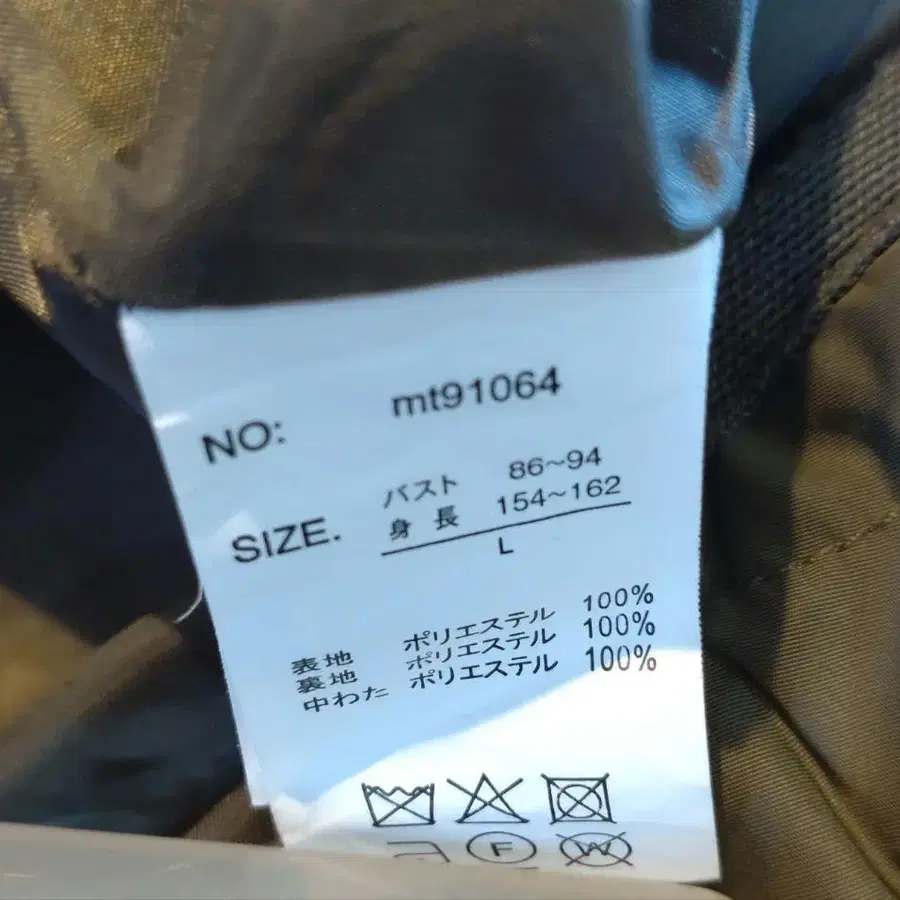 NO: mt91064
バスト 86~94
SIZE. 身長 154~162
L
表地 ポリエステル 100%
裏地 ポリエステル 100%
中わた ポリエステル 100%
F W